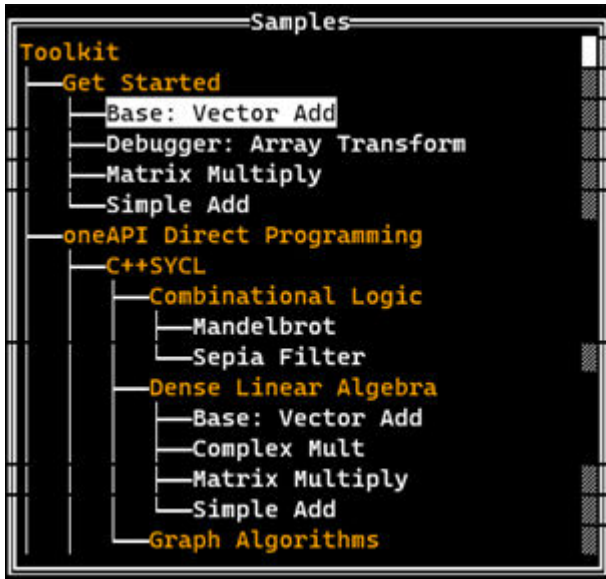 Samples
Toolkit
Get Started
Base: Vector Add
Debugger: Array Transform
Matrix Multiply
Simple Add
oneAPI Direct Programming
C++SYCL
Combinational Logic
Mandelbrot
Sepia Filter
Dense Linear Algebra
Base: Vector Add
Complex Mult
Matrix Multiply
Simple Add
Graph Algorithms